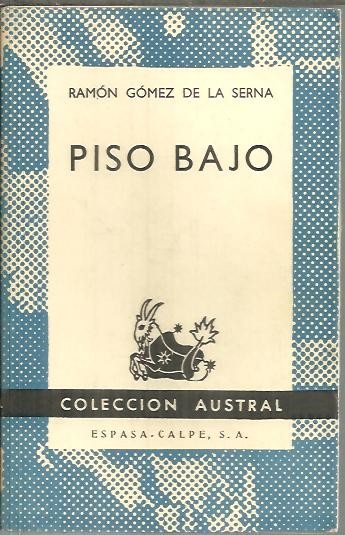 RAMÓN GÓMEZ DE LA SERNA
PISO BAJO
COLECCION AUSTRAL
ESPASA-CALPE, S. A.